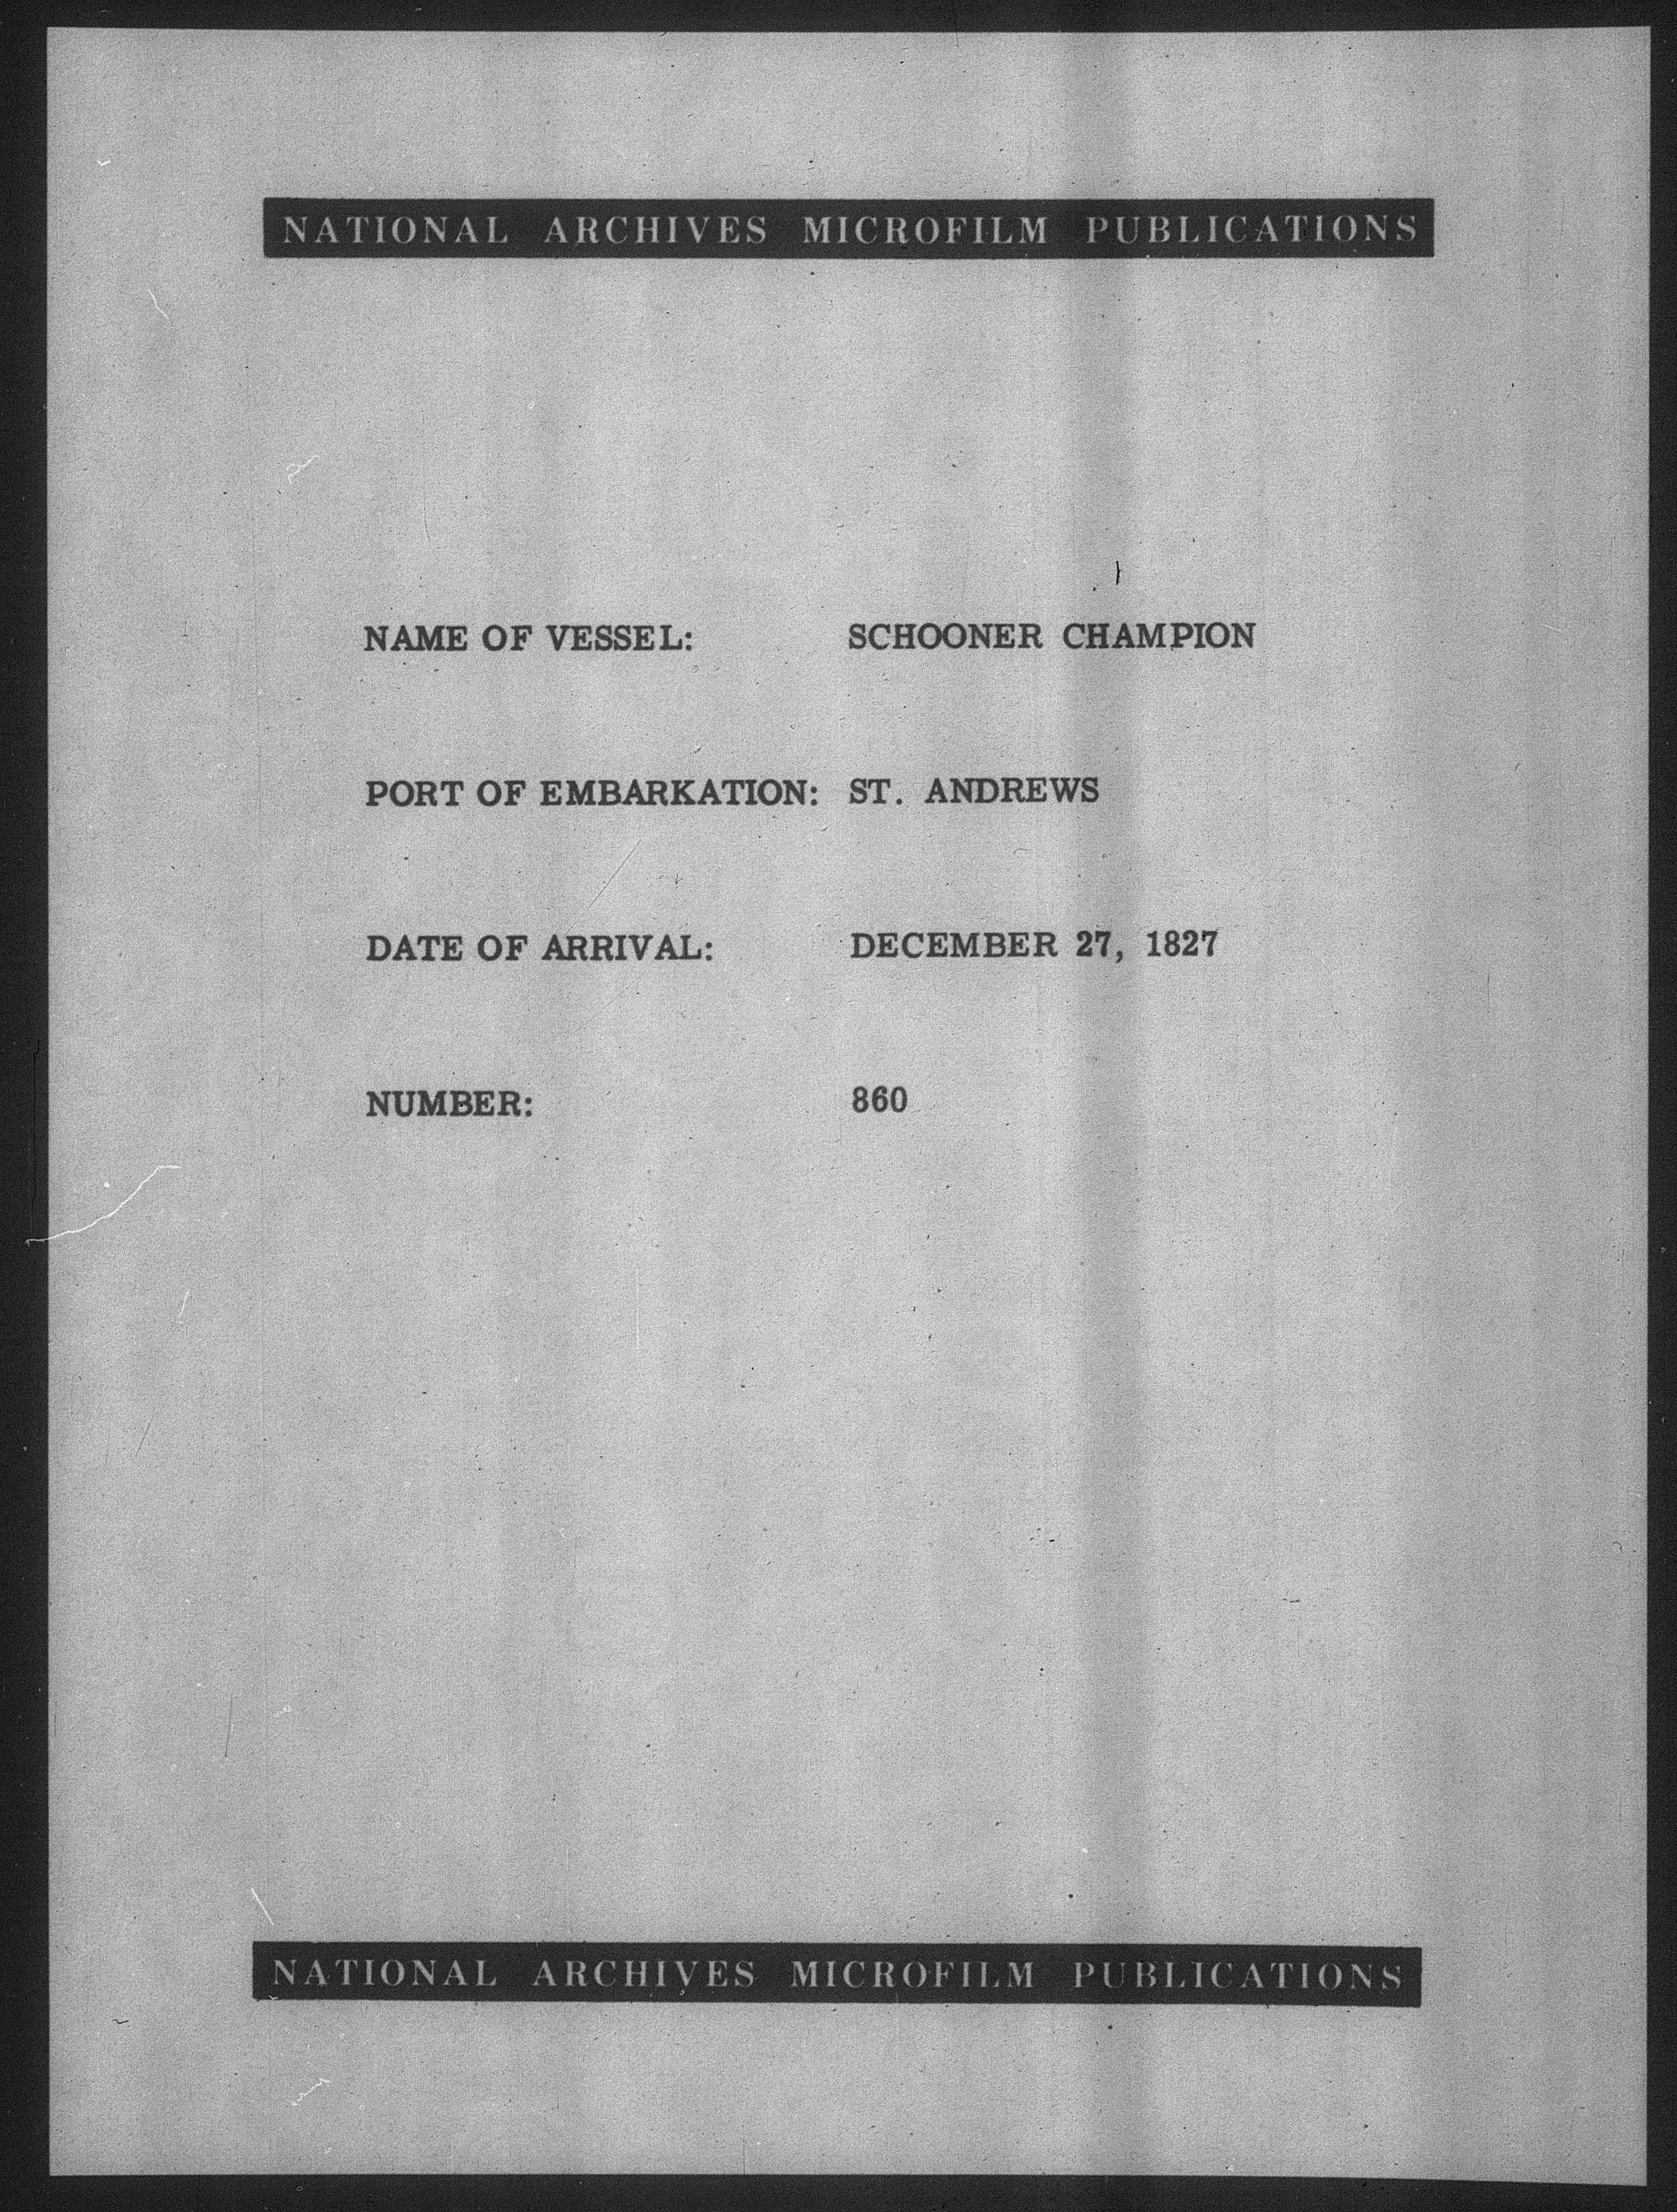 NATIONAL ARCHIVES MICROFILM PUBLICATIONS
NAME OF VESSEL: SCHOONER CHAMPION
PORT OF EMBARKATION: ST. ANDREWS
DATE OF ARRIVAL: DECEMBER 27, 1827
NUMBER: 860
NATIONAL ARCHIVES MICROFILM PUBLICATIONS